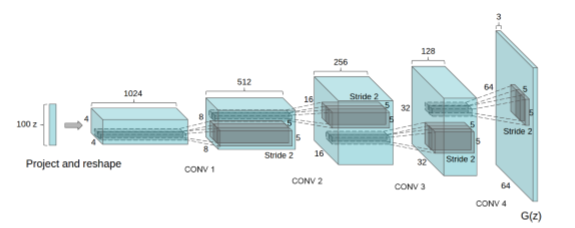 100 z
Project and reshape
1024
4
4
CONV 1
512
8
8
5
5
Stride 2
CONV 2
256
16
16
Stride 2
5
5
CONV 3
128
32
32
5
5
Stride 2
CONV 4
3
64
64
5
5
Stride 2
G(z)